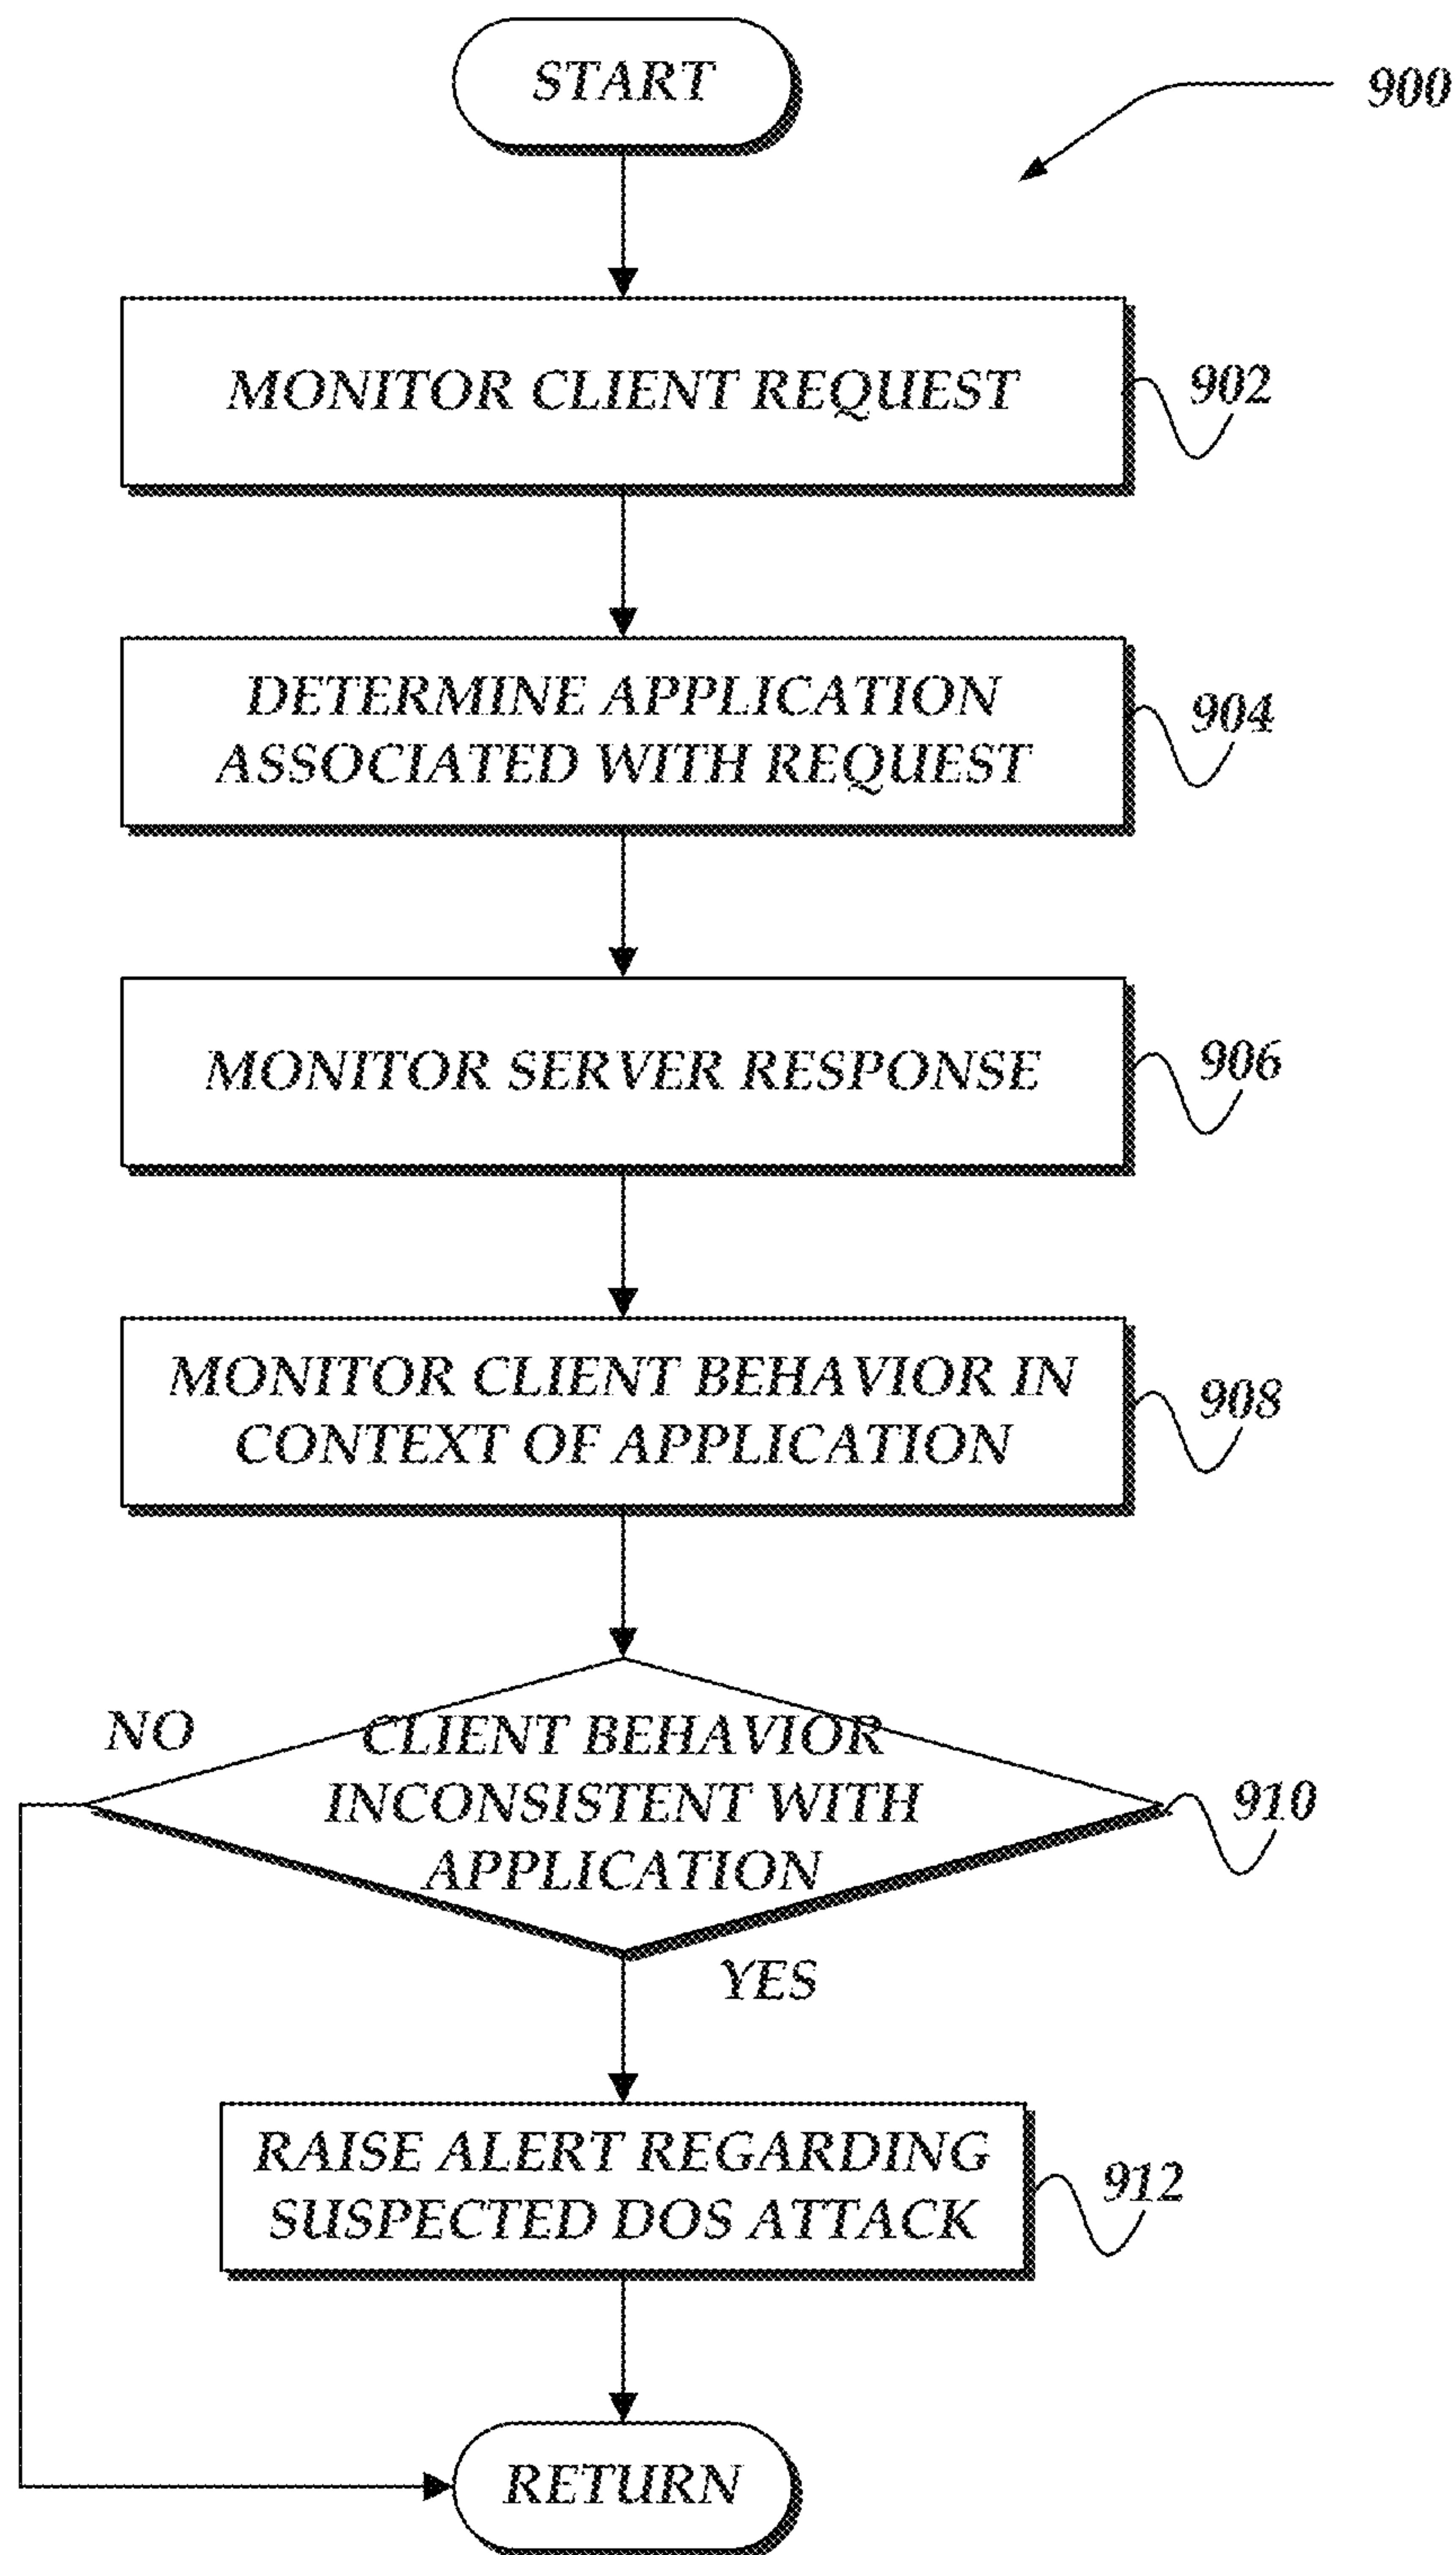 START
900
MONITOR CLIENT REQUEST
902
DETERMINE APPLICATION
ASSOCIATED WITH REQUEST
904
MONITOR SERVER RESPONSE
906
MONITOR CLIENT BEHAVIOR IN
CONTEXT OF APPLICATION
908
NO
CLIENT BEHAVIOR
INCONSISTENT WITH
APPLICATION
910
YES
RAISE ALERT REGARDING
SUSPECTED DOS ATTACK
912
RETURN